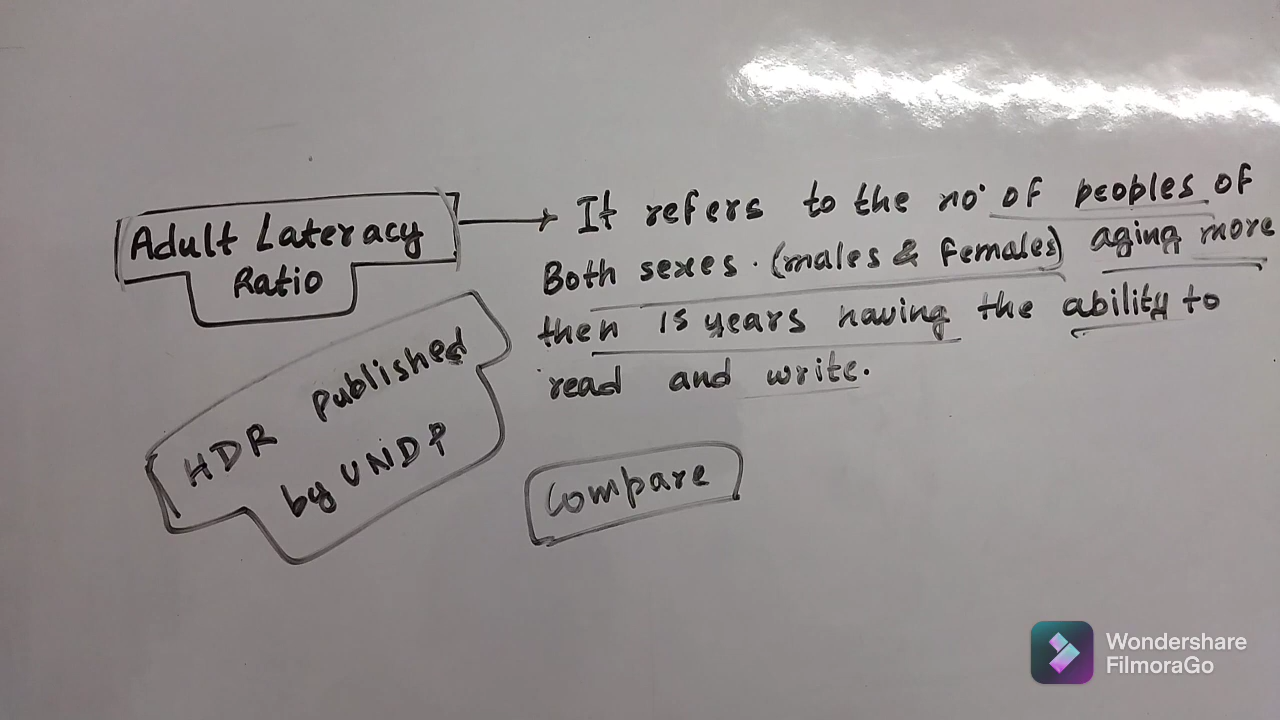 Adult Lateracy
Ratio
It refers to the no. of peoples of
Both sexes. (males & females) aging more
then 15 years having the ability to
read and write.
HDR published
by UNDP
Compare
Wondershare
FilmoraGo